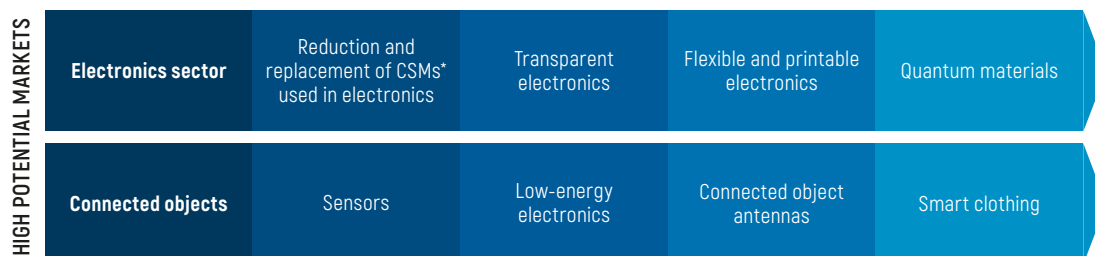 HIGH POTENTIAL MARKETS
Electronics sector
Reduction and
replacement of CSMs*
used in electronics
Transparent
electronics
Flexible and printable
electronics
Quantum materials
Connected objects
Sensors
Low-energy
electronics
Connected object
antennas
Smart clothing